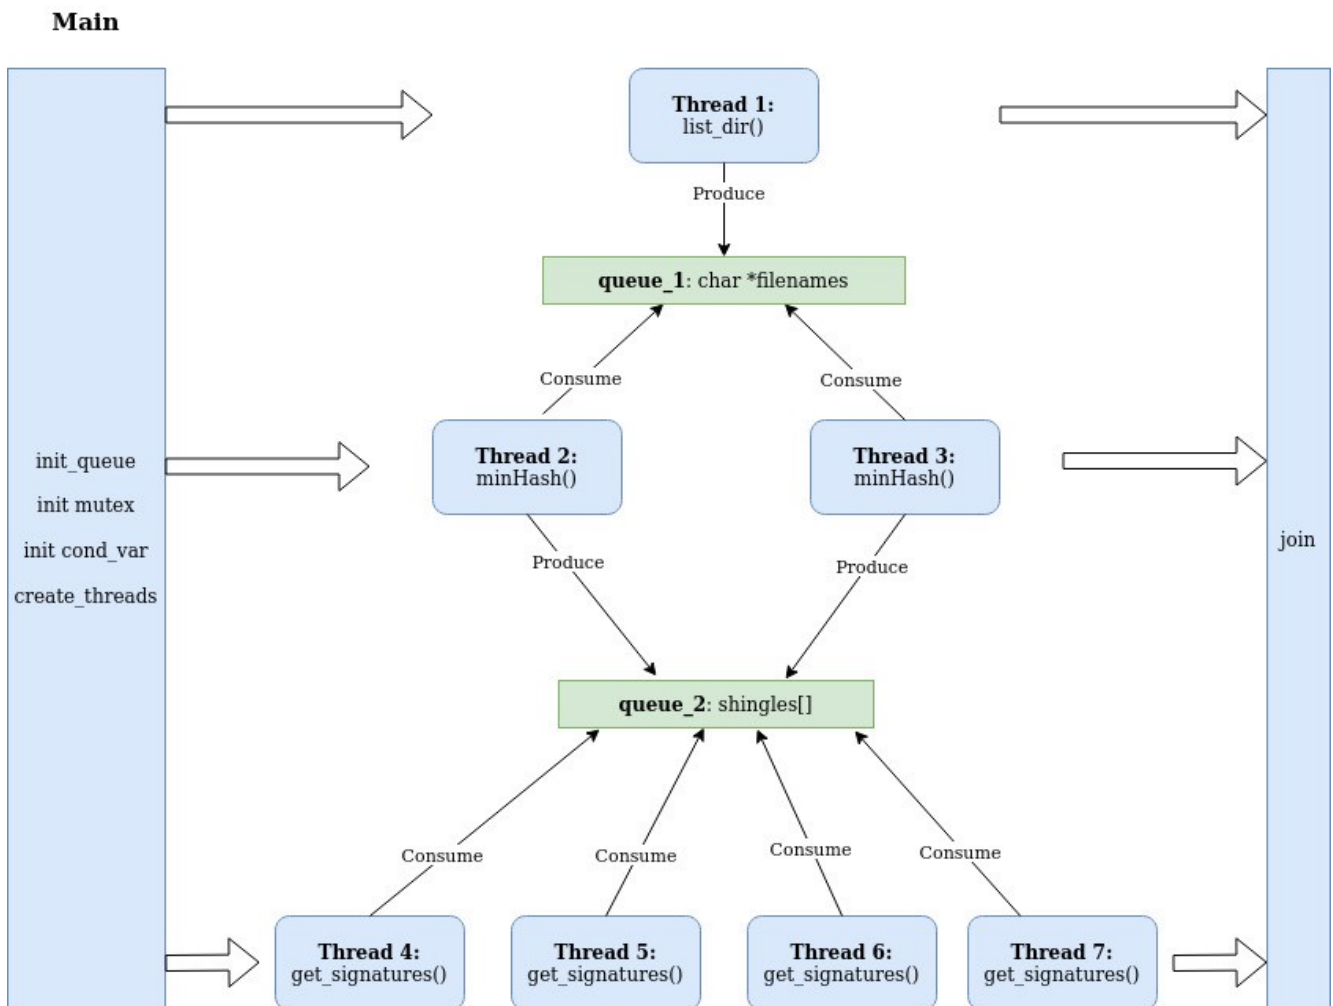 Main
Thread 1:
list_dir()
Produce
queue_1: char *filenames
Consume
Consume
Thread 2:
minHash()
Thread 3:
minHash()
init_queue
init mutex
init cond_var
create_threads
join
Produce
Produce
queue_2: shingles[]
Consume
Consume
Consume
Consume
Thread 4:
get_signatures()
Thread 5:
get_signatures()
Thread 6:
get_signatures()
Thread 7:
get_signatures()